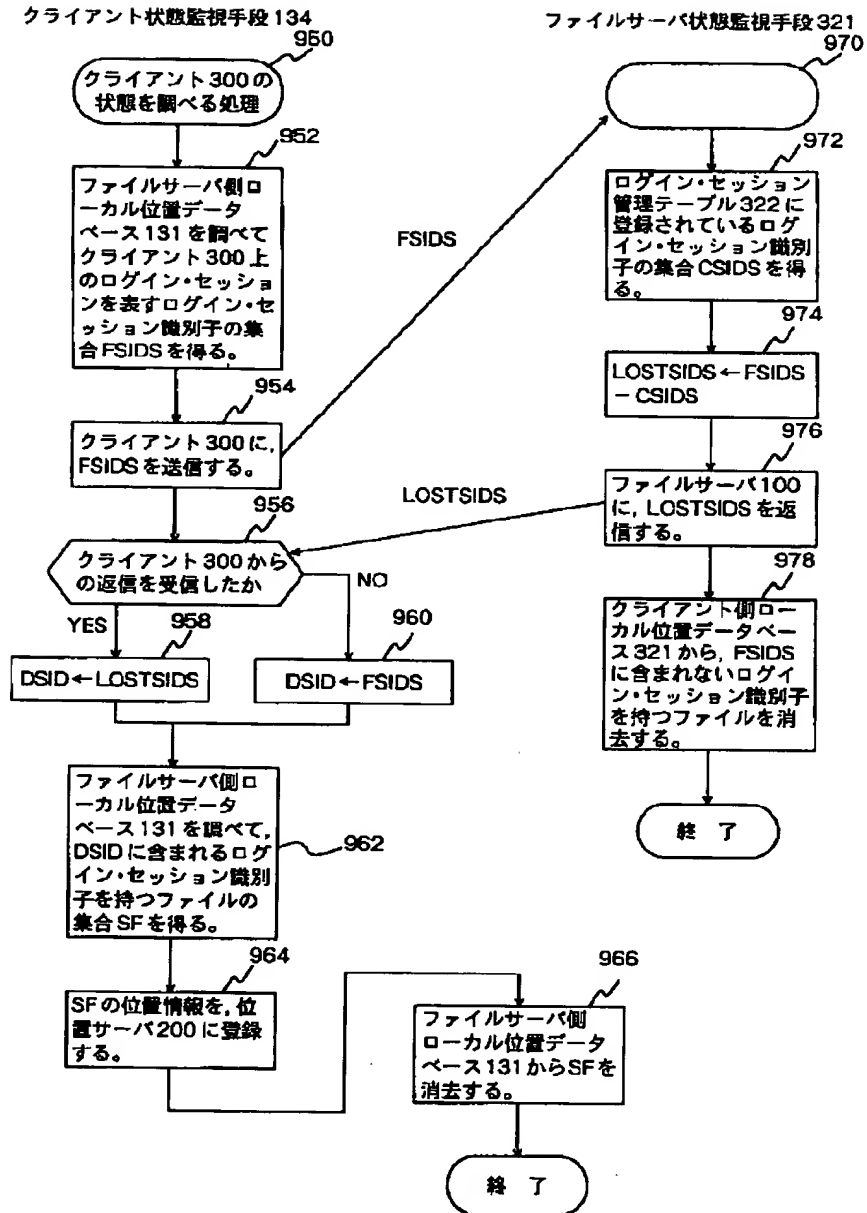 クライアント状態監視手段134
950
クライアント300の
状態を調べる処理
952
ファイルサーバ側ロ
ーカル位置データ
ベース131を調べて
クライアント300上
のログイン・セッショ
ンを表すログイン・セ
ッション識別子の集
合FSIDSを得る。
954
クライアント300に,
FSIDSを送信する。
956
クライアント300から
の返信を受信したか
YES
NO
958
DSID←LOSTSIDS
960
DSID←FSIDS
ファイルサーバ側ロ
ーカル位置データ
ベース131を調べて,
DSIDに含まれるログ
イン・セッション識別
子を持つファイルの
集合SFを得る。
962
964
SFの位置情報を,位
置サーバ200に登録
する。
966
ファイルサーバ側
ローカル位置データ
ベース131からSFを
消去する。
終 了
FSIDS
LOSTSIDS
ファイルサーバ状態監視手段321
970
972
ログイン・セッション
管理テーブル322に
登録されているログ
イン・セッション識別
子の集合CSIDSを得
る。
974
LOSTSIDS←FSIDS
－CSIDS
976
ファイルサーバ100
に,LOSTSIDSを返
信する。
978
クライアント側ロー
カル位置データベー
ス321から,FSIDS
に含まれないログイ
ン・セッション識別子
を持つファイルを消
去する。
終 了